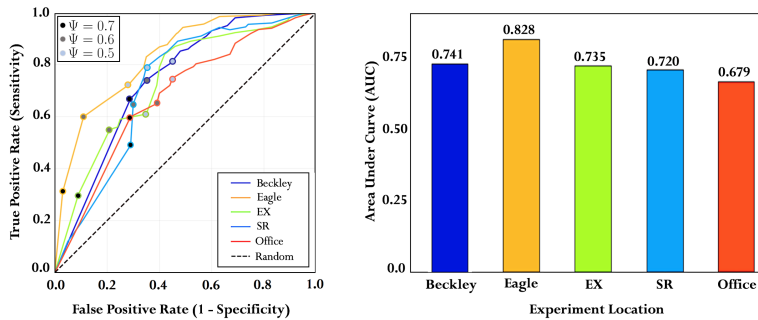 Ψ = 0.7
Ψ = 0.6
Ψ = 0.5
1.0
0.8
0.6
0.4
0.2
0.0
True Positive Rate (Sensitivity)
Beckley
Eagle
EX
SR
Office
Random
0.0 0.2 0.4 0.6 0.8 1.0
False Positive Rate (1 - Specificity)
Area Under Curve (AUC)
0.75
0.50
0.25
0.0
0.741
0.828
0.735
0.720
0.679
Beckley Eagle EX SR Office
Experiment Location